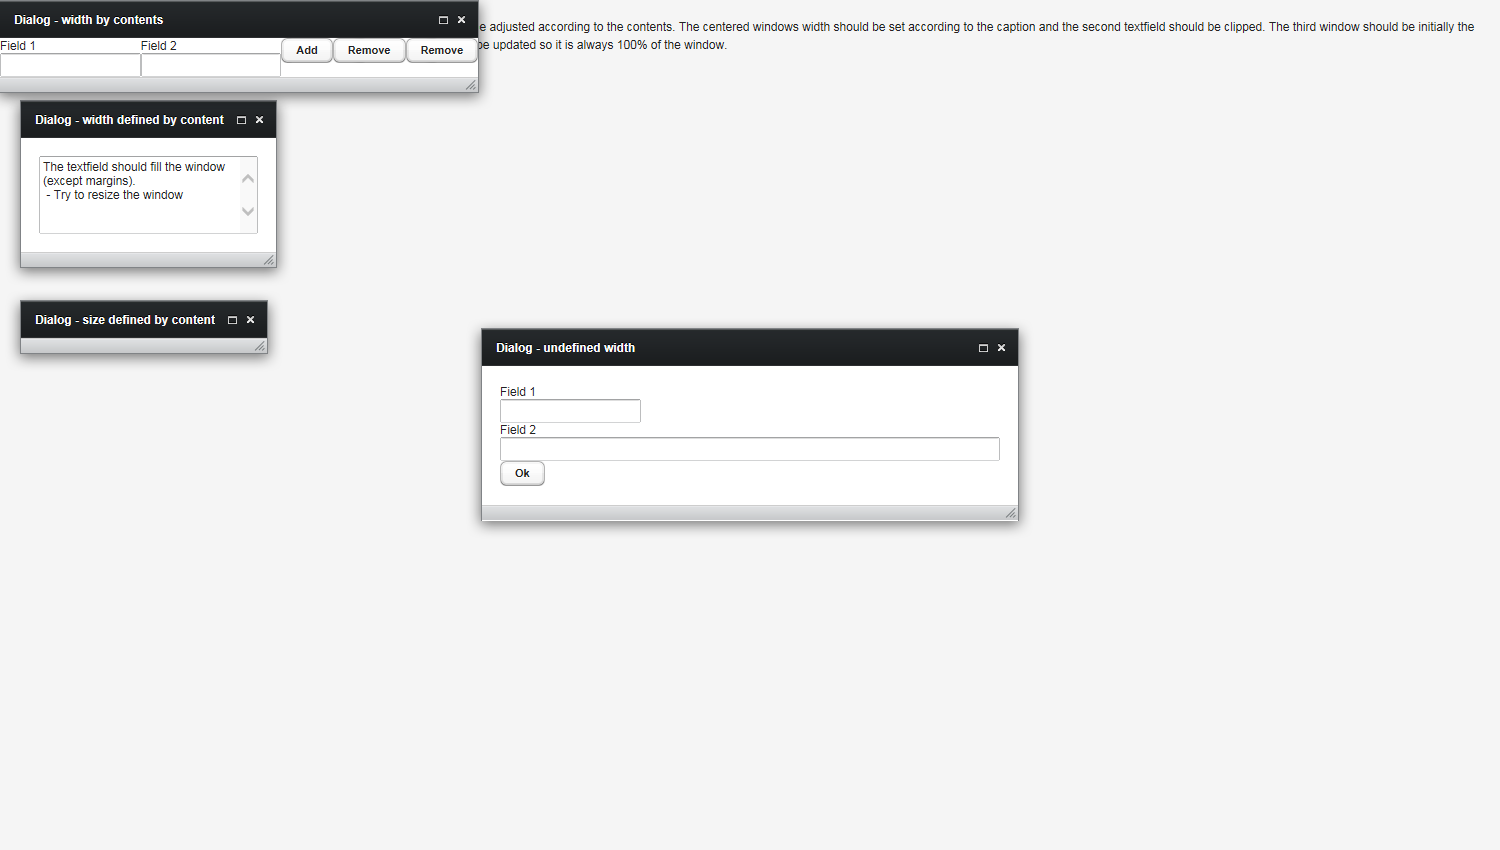 Dialog - width by contents
e adjusted according to the contents. The centered windows width should be set according to the caption and the second textfield should be clipped. The third window should be initially the
be updated so it is always 100% of the window.
Field 1 Field 2 Add Remove Remove
Dialog - width defined by content
The textfield should fill the window
(except margins).
- Try to resize the window
Dialog - size defined by content
Dialog - undefined width
Field 1
Field 2
Ok